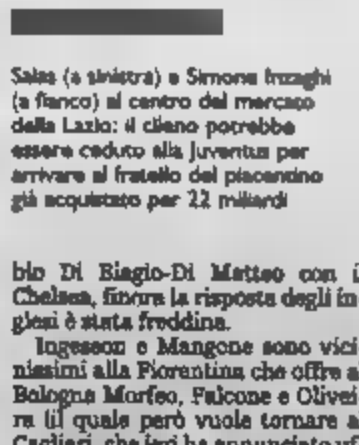 Salas (a sinistra) e Simone Inzaghi
(a fianco) al centro del mercato
della Lazio: il cileno potrebbe
essere ceduto alla Juventus per
arrivare al fratello del piacentino
già acquistato per 22 miliardi
bio Di Biagio-Di Matteo con i
Chelsea, finora la risposta degli in
glesi è stata freddina.
Ingesson e Mangone sono vici
nissimi alla Fiorentina che offre a
Bologna Morfeo, Falcone e Olivei
ra (il quale però vuole tornare a
Cagliari, che ieri ha annunciato